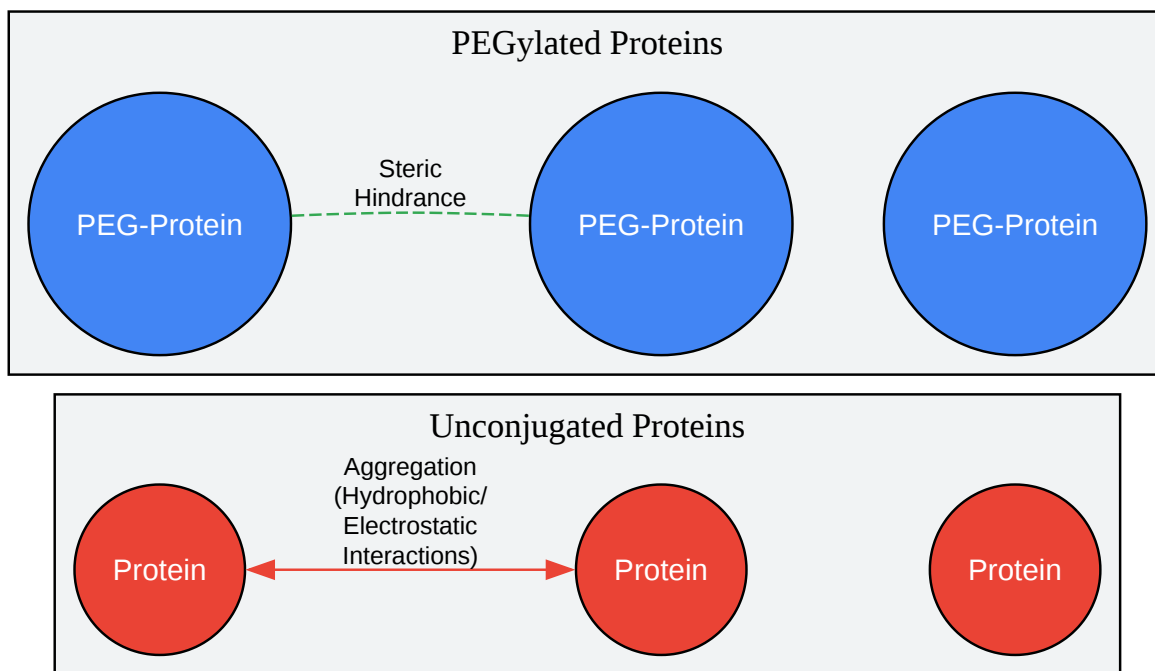 PEGylated Proteins
Steric
Hindrance
PEG-Protein
PEG-Protein
PEG-Protein
Unconjugated Proteins
Aggregation
(Hydrophobic/
Electrostatic
Interactions)
Protein
Protein
Protein